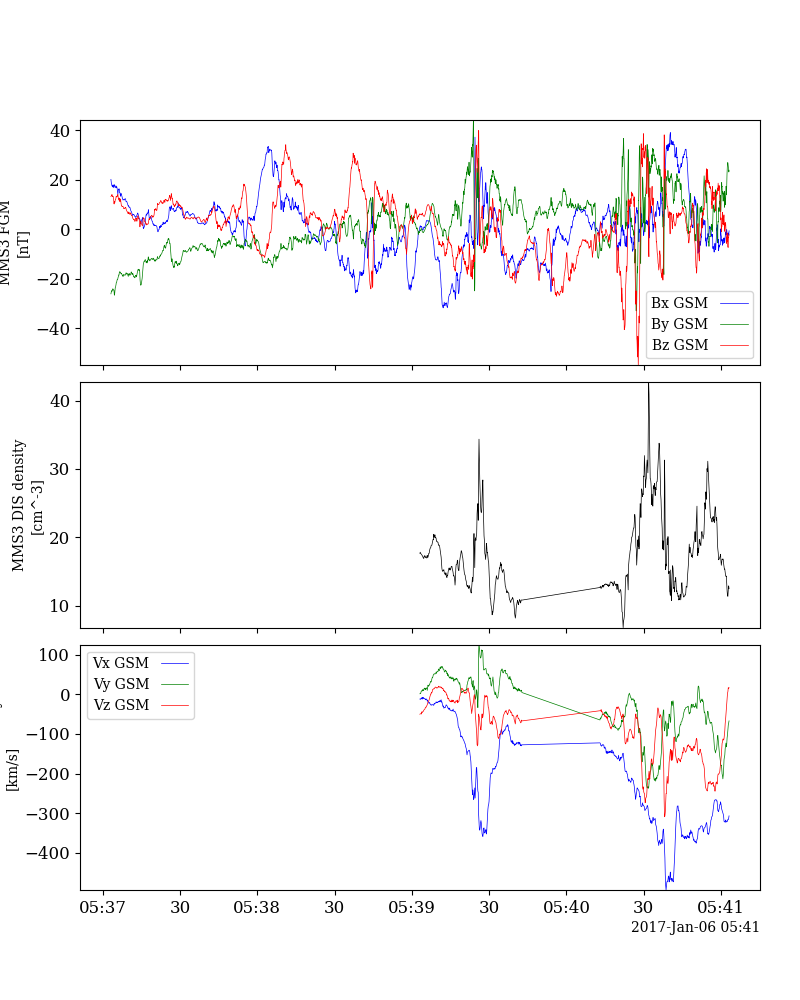 40
20
0
−20
−40
MMS3 FGM
[nT]
Bx GSM
By GSM
Bz GSM
40
30
20
10
MMS3 DIS density
[cm^-3]
100
0
−100
−200
−300
−400
[km/s]
Vx GSM
Vy GSM
Vz GSM
05:37 30 05:38 30 05:39 30 05:40 30 05:41
2017-Jan-06 05:41